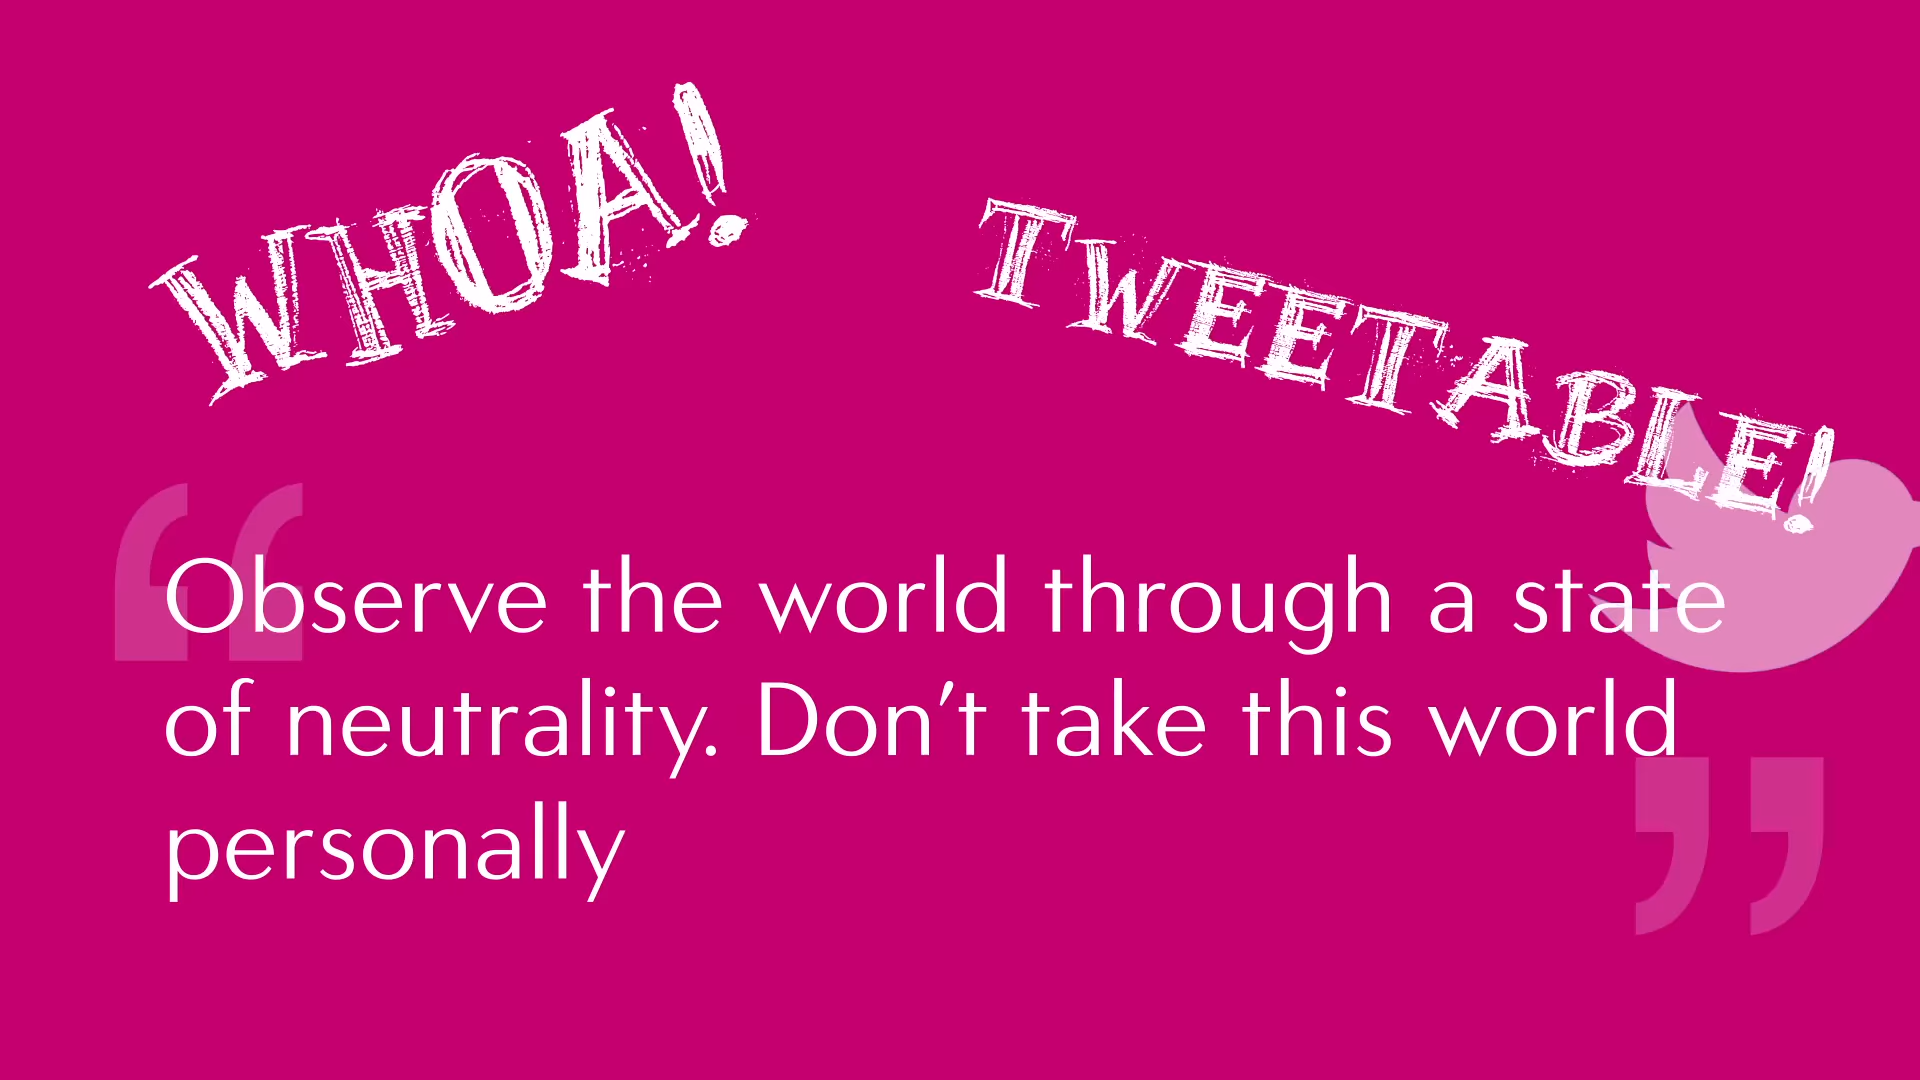 WHOA!
TWEETABLE!
“
Observe the world through a state
of neutrality. Don’t take this world
personally
”